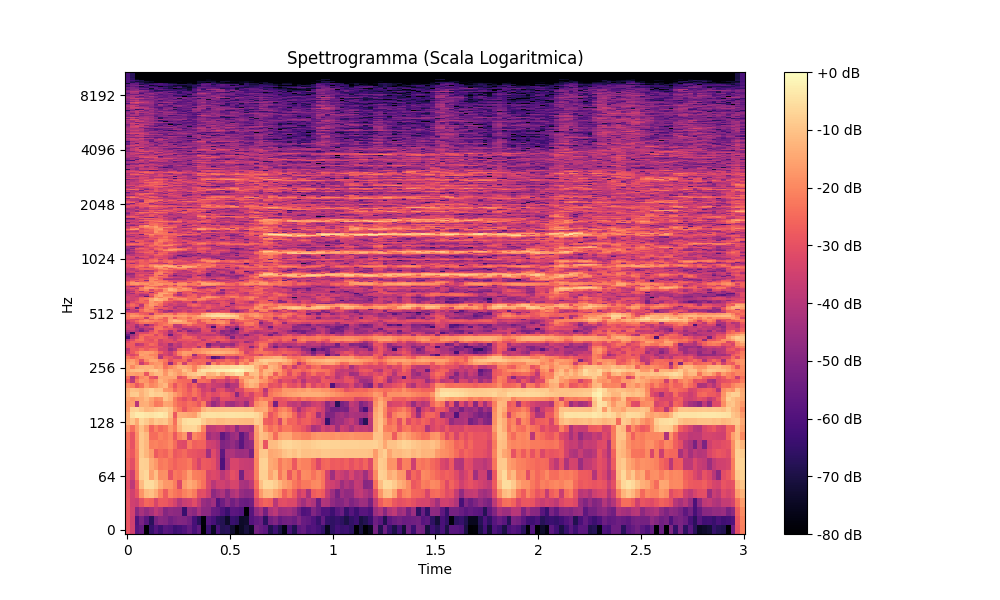 Spettrogramma (Scala Logaritmica)
Hz
8192
4096
2048
1024
512
256
128
64
0
0
0.5
1
1.5
2
2.5
3
Time
+0 dB
-10 dB
-20 dB
-30 dB
-40 dB
-50 dB
-60 dB
-70 dB
-80 dB